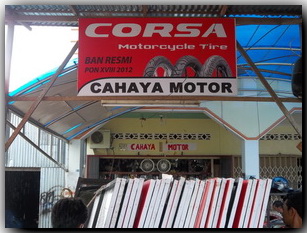 CORSA
Motorcycle Tire
BAN RESMI
PON XVIII 2012
CAHAYA MOTOR
CAHAYA MOTOR